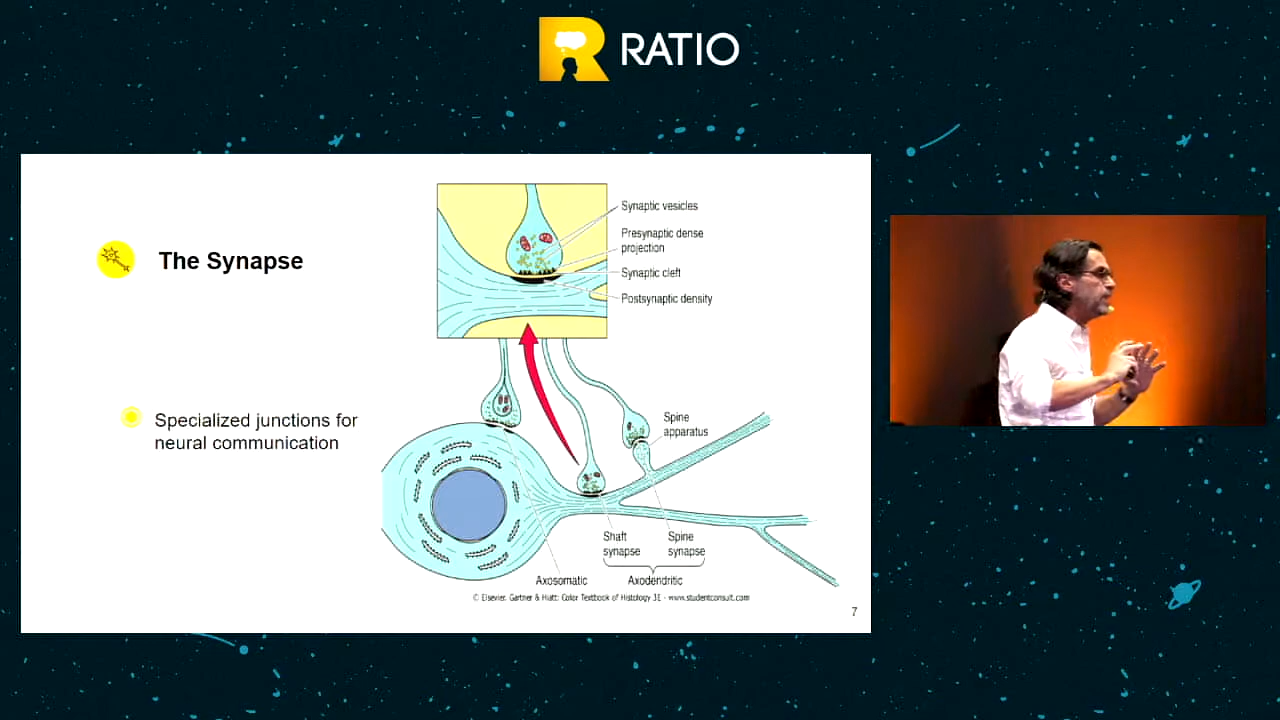 RATIO
The Synapse
Specialized junctions for
neural communication
Synaptic vesicles
Presynaptic dense
projection
Synaptic cleft
Postsynaptic density
Spine
apparatus
Shaft
synapse
Spine
synapse
Axosomatic
Axodendritic
© Elsevier. Gartner & Hiatt: Color Textbook of Histology 3E - www.studentconsult.com
7